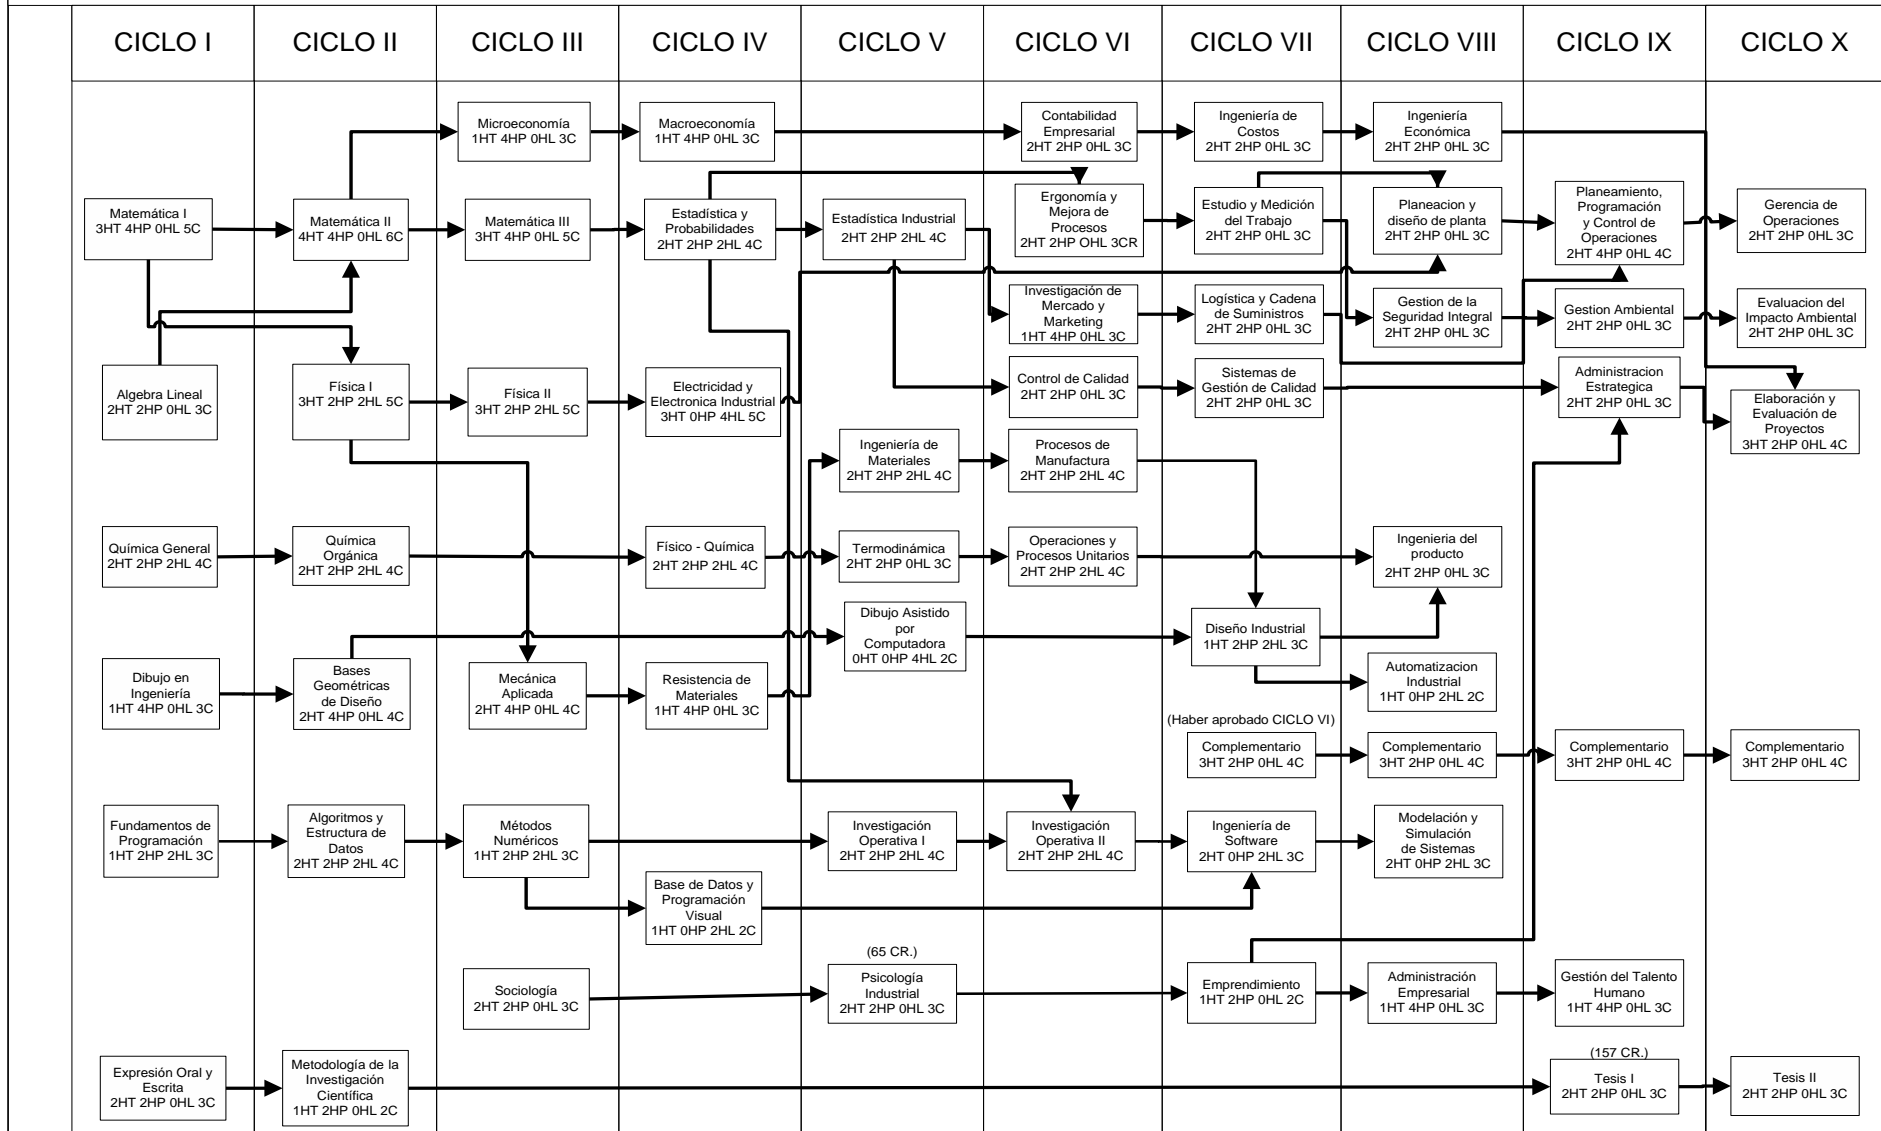 CICLO I
CICLO II
CICLO III
CICLO IV
CICLO V
CICLO VI
CICLO VII
CICLO VIII
CICLO IX
CICLO X
Matemática I
3HT 4HP 0HL 5C
Algebra Lineal
2HT 2HP 0HL 3C
Química General
2HT 2HP 2HL 4C
Dibujo en
Ingeniería
1HT 4HP 0HL 3C
Fundamentos de
Programación
1HT 2HP 2HL 3C
Expresión Oral y
Escrita
2HT 2HP 0HL 3C
Matemática II
4HT 4HP 0HL 6C
Física I
3HT 2HP 2HL 5C
Química
Orgánica
2HT 2HP 2HL 4C
Bases
Geométricas
de Diseño
2HT 4HP 0HL 4C
Algoritmos y
Estructura de
Datos
2HT 2HP 2HL 4C
Metodología de la
Investigación
Científica
1HT 2HP 0HL 2C
Microeconomía
1HT 4HP 0HL 3C
Matemática III
3HT 4HP 0HL 5C
Física II
3HT 2HP 2HL 5C
Mecánica
Aplicada
2HT 4HP 0HL 4C
Métodos
Numéricos
1HT 2HP 2HL 3C
Sociología
2HT 2HP 0HL 3C
Macroeconomía
1HT 4HP 0HL 3C
Estadística y
Probabilidades
2HT 2HP 2HL 4C
Electricidad y
Electronica Industrial
3HT 0HP 4HL 5C
Físico - Química
2HT 2HP 2HL 4C
Resistencia de
Materiales
1HT 4HP 0HL 3C
Base de Datos y
Programación
Visual
1HT 0HP 2HL 2C
Estadística Industrial
2HT 2HP 2HL 4C
Ingeniería de
Materiales
2HT 2HP 2HL 4C
Termodinámica
2HT 2HP 0HL 3C
Dibujo Asistido
por
Computadora
0HT 0HP 4HL 2C
Investigación
Operativa I
2HT 2HP 2HL 4C
(65 CR.)
Psicología
Industrial
2HT 2HP 0HL 3C
Contabilidad
Empresarial
2HT 2HP 0HL 3C
Ergonomía y
Mejora de
Procesos
2HT 2HP OHL 3CR
Investigación de
Mercado y
Marketing
1HT 4HP 0HL 3C
Control de Calidad
2HT 2HP 0HL 3C
Procesos de
Manufactura
2HT 2HP 2HL 4C
Operaciones y
Procesos Unitarios
2HT 2HP 2HL 4C
Investigación
Operativa II
2HT 2HP 2HL 4C
Ingeniería de
Costos
2HT 2HP 0HL 3C
Estudio y Medición
del Trabajo
2HT 2HP 0HL 3C
Logística y Cadena
de Suministros
2HT 2HP 0HL 3C
Sistemas de
Gestión de Calidad
2HT 2HP 0HL 3C
Diseño Industrial
1HT 2HP 2HL 3C
(Haber aprobado CICLO VI)
Complementario
3HT 2HP 0HL 4C
Ingeniería de
Software
2HT 0HP 2HL 3C
Emprendimiento
1HT 2HP 0HL 2C
Ingeniería
Económica
2HT 2HP 0HL 3C
Planeacion y
diseño de planta
2HT 2HP 0HL 3C
Gestion de la
Seguridad Integral
2HT 2HP 0HL 3C
Ingenieria del
producto
2HT 2HP 0HL 3C
Automatizacion
Industrial
1HT 0HP 2HL 2C
Complementario
3HT 2HP 0HL 4C
Modelación y
Simulación
de Sistemas
2HT 0HP 2HL 3C
Administración
Empresarial
1HT 4HP 0HL 3C
Planeamiento,
Programación
y Control de
Operaciones
2HT 4HP 0HL 4C
Gestion Ambiental
2HT 2HP 0HL 3C
Administracion
Estrategica
2HT 2HP 0HL 3C
Complementario
3HT 2HP 0HL 4C
Gestión del Talento
Humano
1HT 4HP 0HL 3C
(157 CR.)
Tesis I
2HT 2HP 0HL 3C
Gerencia de
Operaciones
2HT 2HP 0HL 3C
Evaluacion del
Impacto Ambiental
2HT 2HP 0HL 3C
Elaboración y
Evaluación de
Proyectos
3HT 2HP 0HL 4C
Complementario
3HT 2HP 0HL 4C
Tesis II
2HT 2HP 0HL 3C